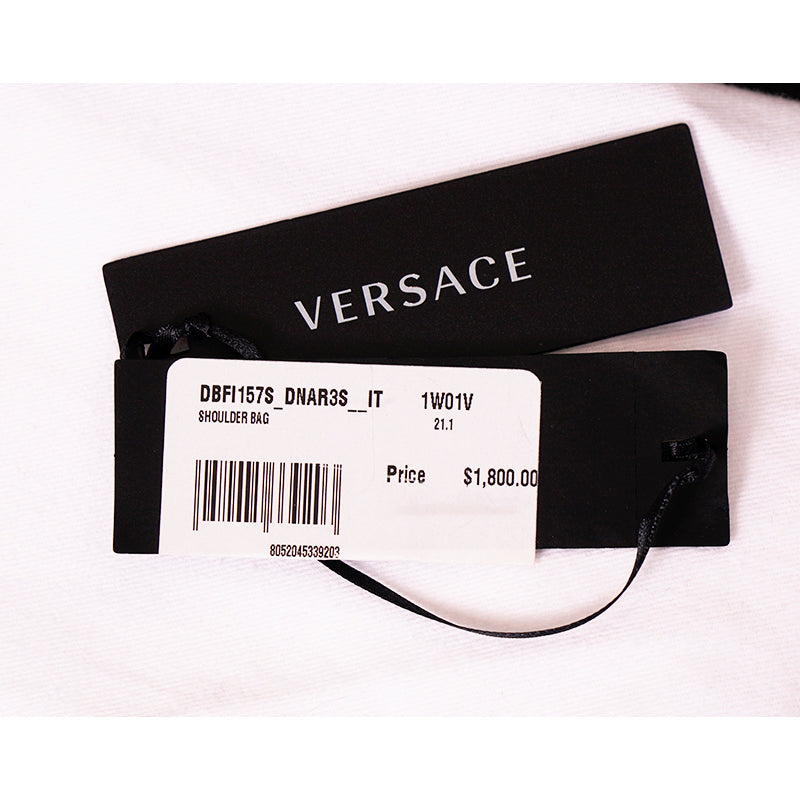 VERSACE
DBFI157S_DNAR3S__IT 1W01V
SHOULDER BAG 21.1
Price $1,800.00
8052045339203